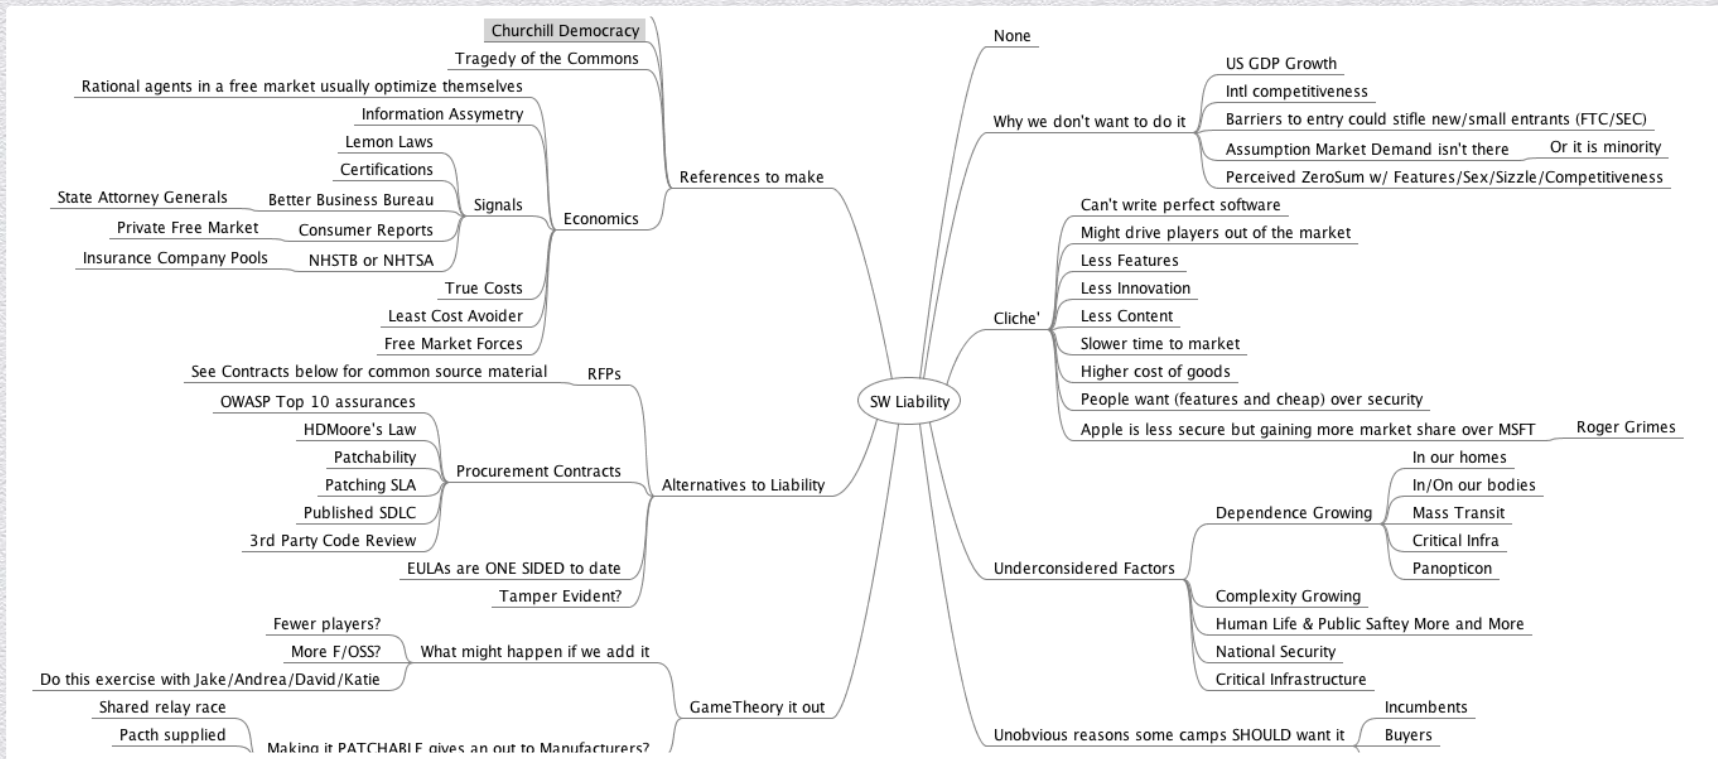 Churchill Democracy
Tragedy of the Commons
Rational agents in a free market usually optimize themselves
Information Assymetry
Lemon Laws
Certifications
State Attorney Generals
Better Business Bureau
Signals
Private Free Market
Consumer Reports
Insurance Company Pools
NHSTB or NHTSA
Economics
True Costs
Least Cost Avoider
Free Market Forces
References to make
See Contracts below for common source material
RFPs
OWASP Top 10 assurances
HDMoore's Law
Patchability
Patching SLA
Published SDLC
3rd Party Code Review
Procurement Contracts
EULAs are ONE SIDED to date
Tamper Evident?
Alternatives to Liability
Fewer players?
More F/OSS?
Do this exercise with Jake/Andrea/David/Katie
What might happen if we add it
Shared relay race
Pacth supplied
Making it PATCHABLE gives an out to Manufacturers?
GameTheory it out
SW Liability
None
Why we don't want to do it
US GDP Growth
Intl competitiveness
Barriers to entry could stifle new/small entrants (FTC/SEC)
Assumption Market Demand isn't there
Or it is minority
Perceived ZeroSum w/ Features/Sex/Sizzle/Competitiveness
Cliche'
Can't write perfect software
Might drive players out of the market
Less Features
Less Innovation
Less Content
Slower time to market
Higher cost of goods
People want (features and cheap) over security
Apple is less secure but gaining more market share over MSFT
Roger Grimes
Underconsidered Factors
Dependence Growing
In our homes
In/On our bodies
Mass Transit
Critical Infra
Panopticon
Complexity Growing
Human Life & Public Saftey More and More
National Security
Critical Infrastructure
Unobvious reasons some camps SHOULD want it
Incumbents
Buyers